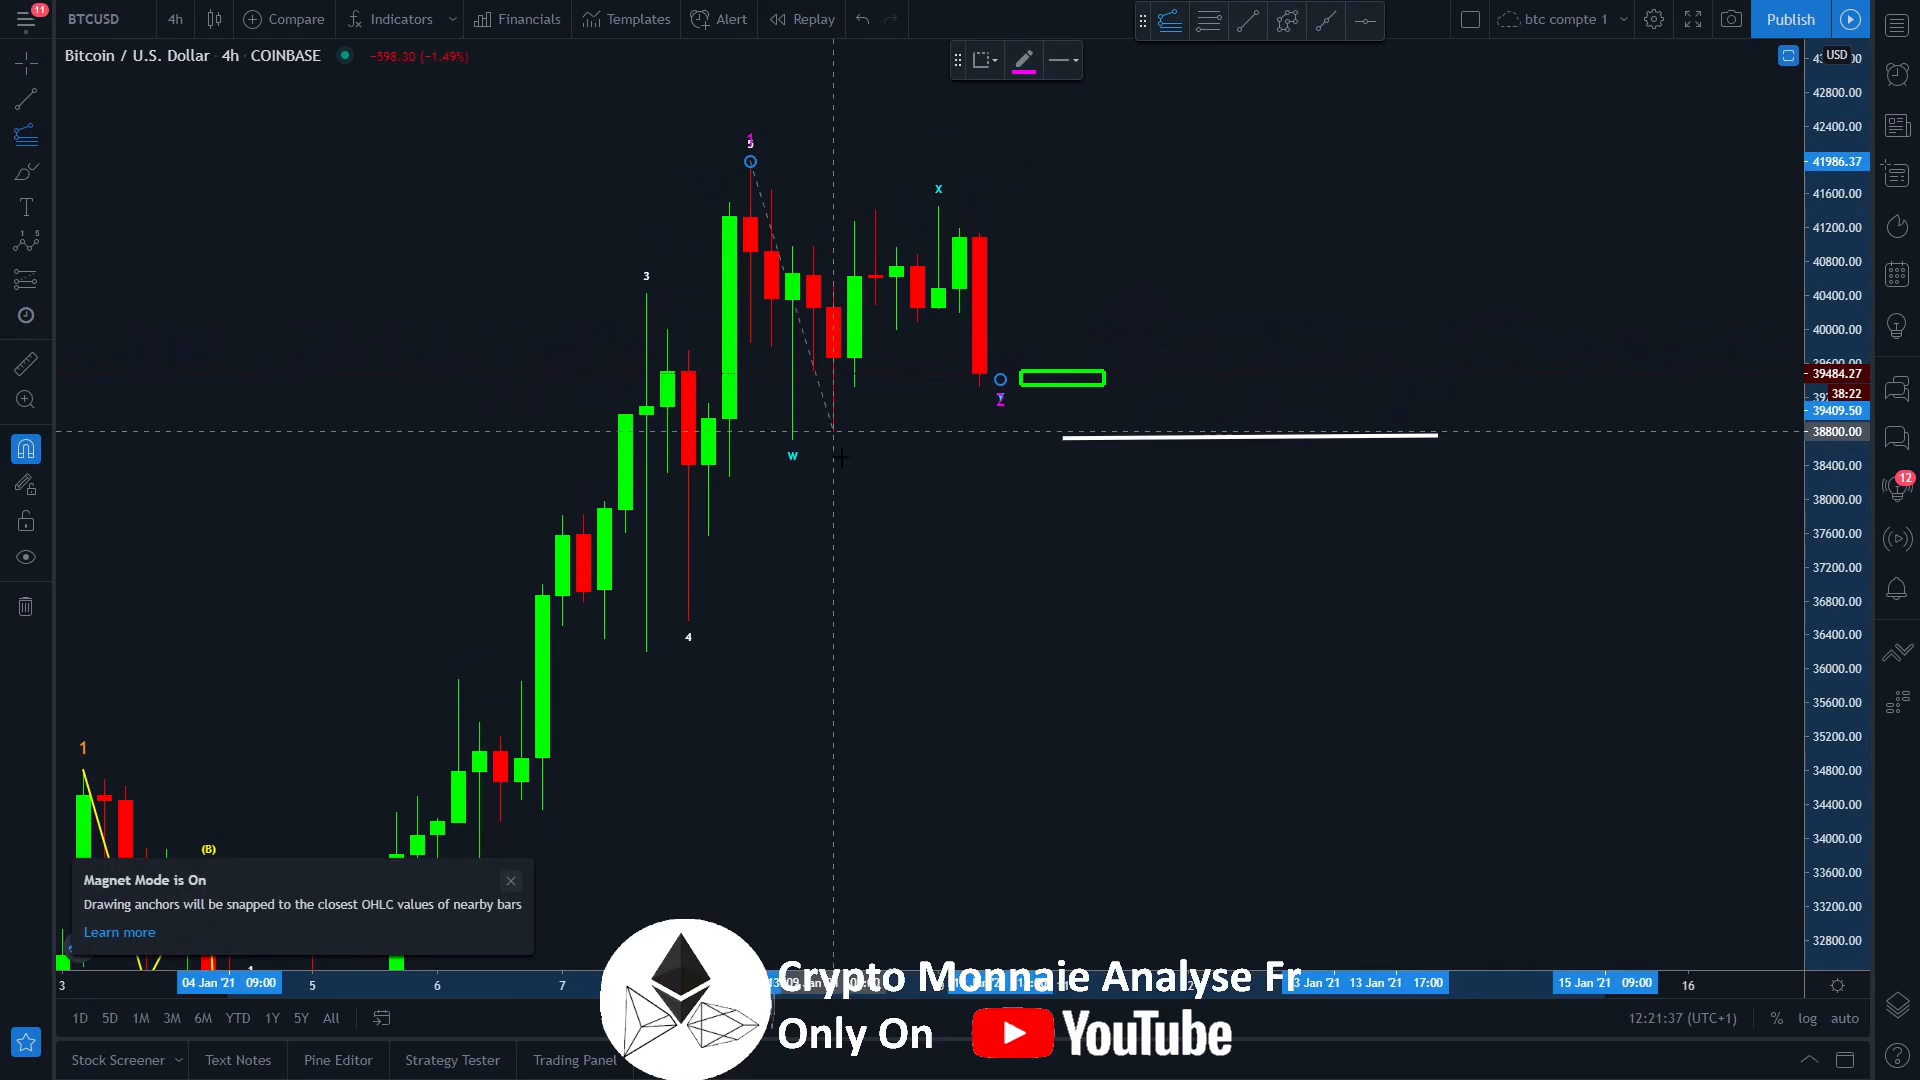 11
BTCUSD 4h Compare Indicators Financials Templates Alert Replay btc compte 1 Publish
Bitcoin / U.S. Dollar 4h COINBASE −598.30 (−1.49%)
USD
42800.00
42400.00
41986.37
41600.00
41200.00
40800.00
40400.00
40000.00
39600.00
39484.27
38:22
39409.50
38800.00
38400.00
38000.00
37600.00
37200.00
36800.00
36400.00
36000.00
35600.00
35200.00
34800.00
34400.00
34000.00
33600.00
33200.00
32800.00
12
5
x
3
w
4
1
(B)
Magnet Mode is On
Drawing anchors will be snapped to the closest OHLC values of nearby bars
Learn more
3 04 Jan '21 09:00 5 6 7 13 Jan '21 17:00 15 Jan '21 09:00 16
Crypto Monnaie Analyse Fr
Only On YouTube
1D 5D 1M 3M 6M YTD 1Y 5Y All
12:21:37 (UTC+1) % log auto
Stock Screener Text Notes Pine Editor Strategy Tester Trading Panel